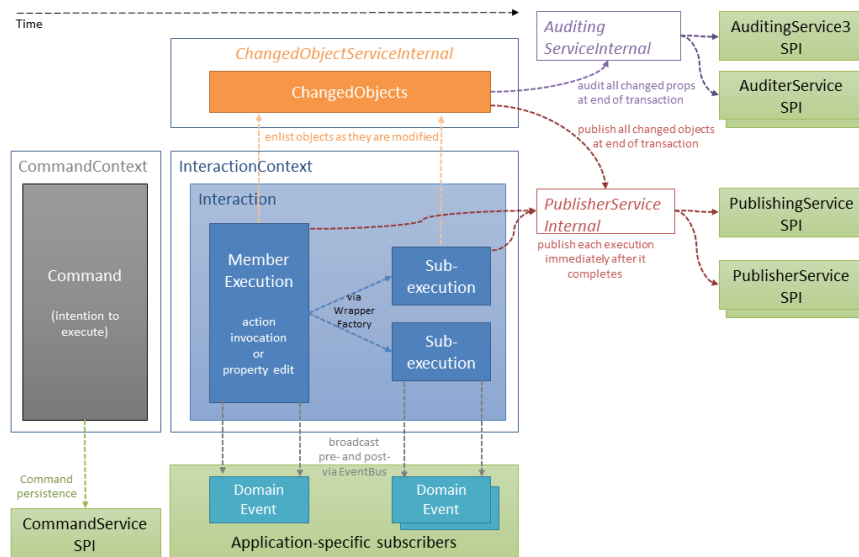 Time
ChangedObjectServiceInternal
ChangedObjects
enlist objects as they are modified
Auditing
ServiceInternal
audit all changed props
at end of transaction
publish all changed objects
at end of transaction
AuditingService3
SPI
AuditerService
SPI
CommandContext
Command
(intention to
execute)
InteractionContext
Interaction
Member
Execution
action
invocation
or
property edit
via
Wrapper
Factory
Sub-
execution
Sub-
execution
PublisherService
Internal
publish each execution
immediately after it
completes
PublishingService
SPI
PublisherService
SPI
broadcast
pre- and post-
via EventBus
Command
persistence
CommandService
SPI
Domain
Event
Domain
Event
Application-specific subscribers